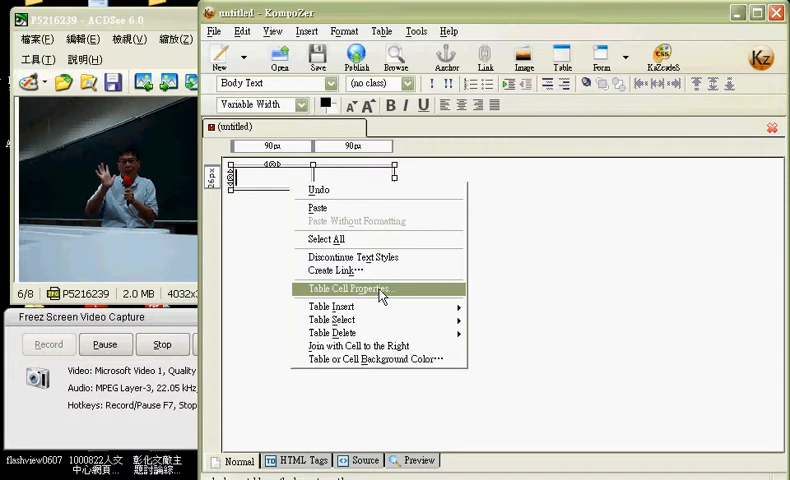 P5216239 - ACDSee 6.0
檔案(F) 編輯(E) 檢視(V) 縮放(Z)
工具(T) 說明(H)
6/8 P5216239 2.0 MB 4032x3
Freez Screen Video Capture
Record Pause Stop
Video: Microsoft Video 1, Quality
Audio: MPEG Layer-3, 22.05 kHz
Hotkeys: Record/Pause F7, Stop
flashview0607 1000822人文
中心網頁... 彰化文獻主
題討論綜...
untitled - KompoZer
File Edit View Insert Format Table Tools Help
New Open Save Publish Browse Anchor Link Image Table Form KaZcadeS
CSS
Kz
Body Text (no class) ! !!
Variable Width A A B I U
(untitled)
90px 90px
26px
Undo
Paste
Paste Without Formatting
Select All
Discontinue Text Styles
Create Link...
Table Cell Properties...
Table Insert
Table Select
Table Delete
Join with Cell to the Right
Table or Cell Background Color...
Normal TD HTML Tags <> Source Preview